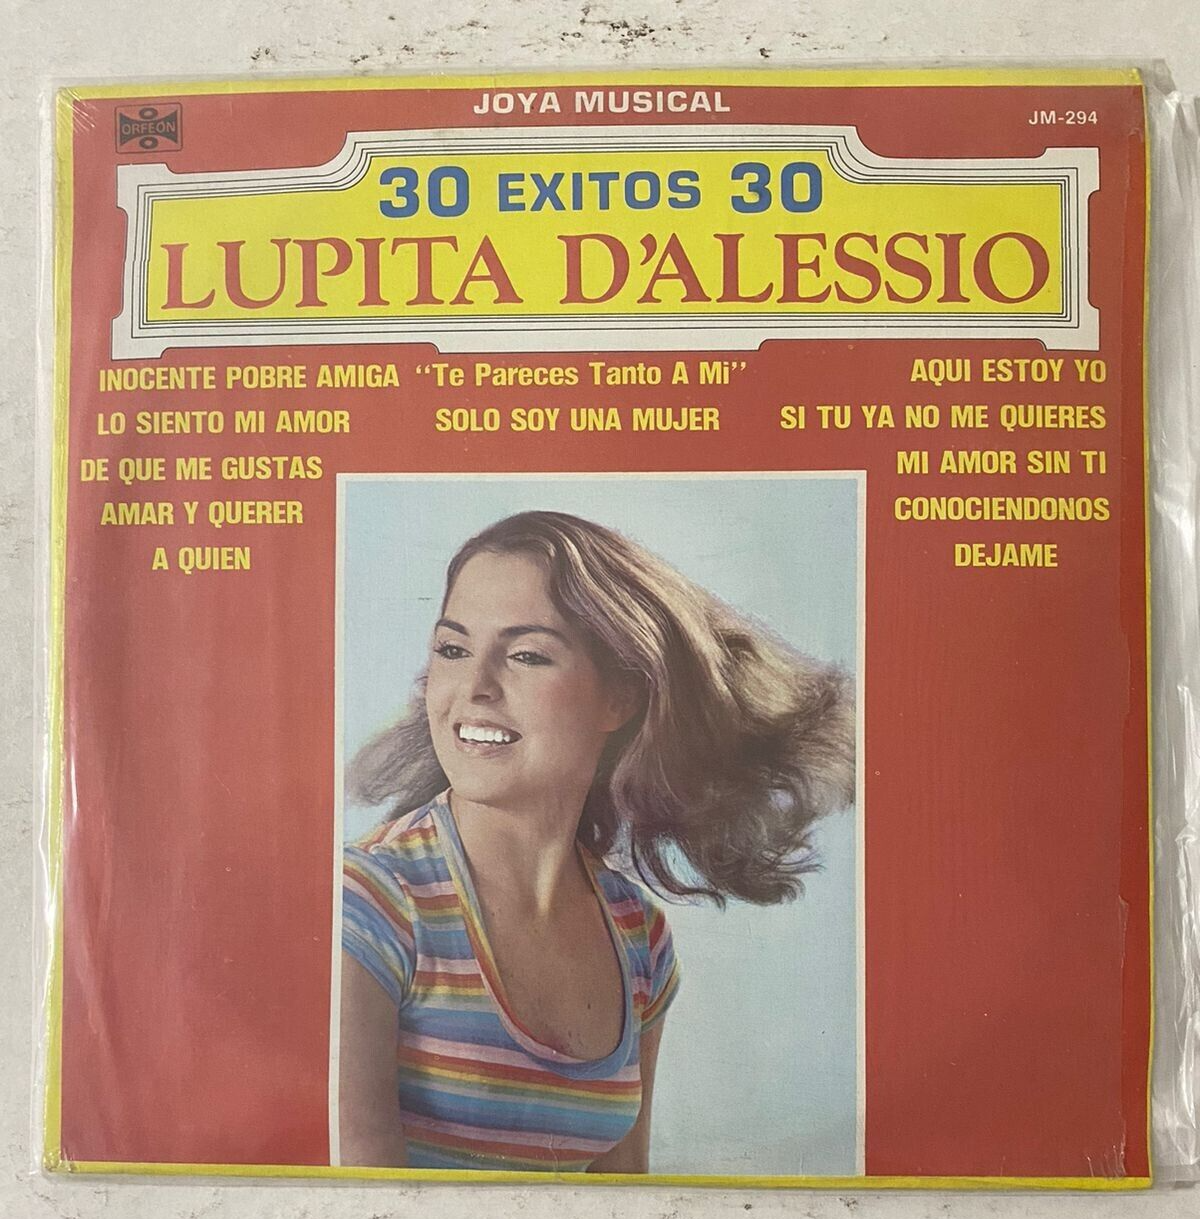 ORFEON
JOYA MUSICAL
JM-294
30 EXITOS 30
LUPITA D'ALESSIO
INOCENTE POBRE AMIGA "Te Pareces Tanto A Mi" AQUI ESTOY YO
LO SIENTO MI AMOR SOLO SOY UNA MUJER SI TU YA NO ME QUIERES
DE QUE ME GUSTAS MI AMOR SIN TI
AMAR Y QUERER CONOCIENDONOS
A QUIEN DEJAME